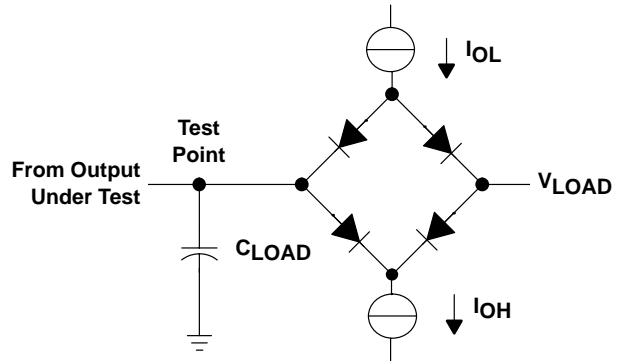 I_OL
Test
Point
From Output
Under Test
V_LOAD
C_LOAD
I_OH